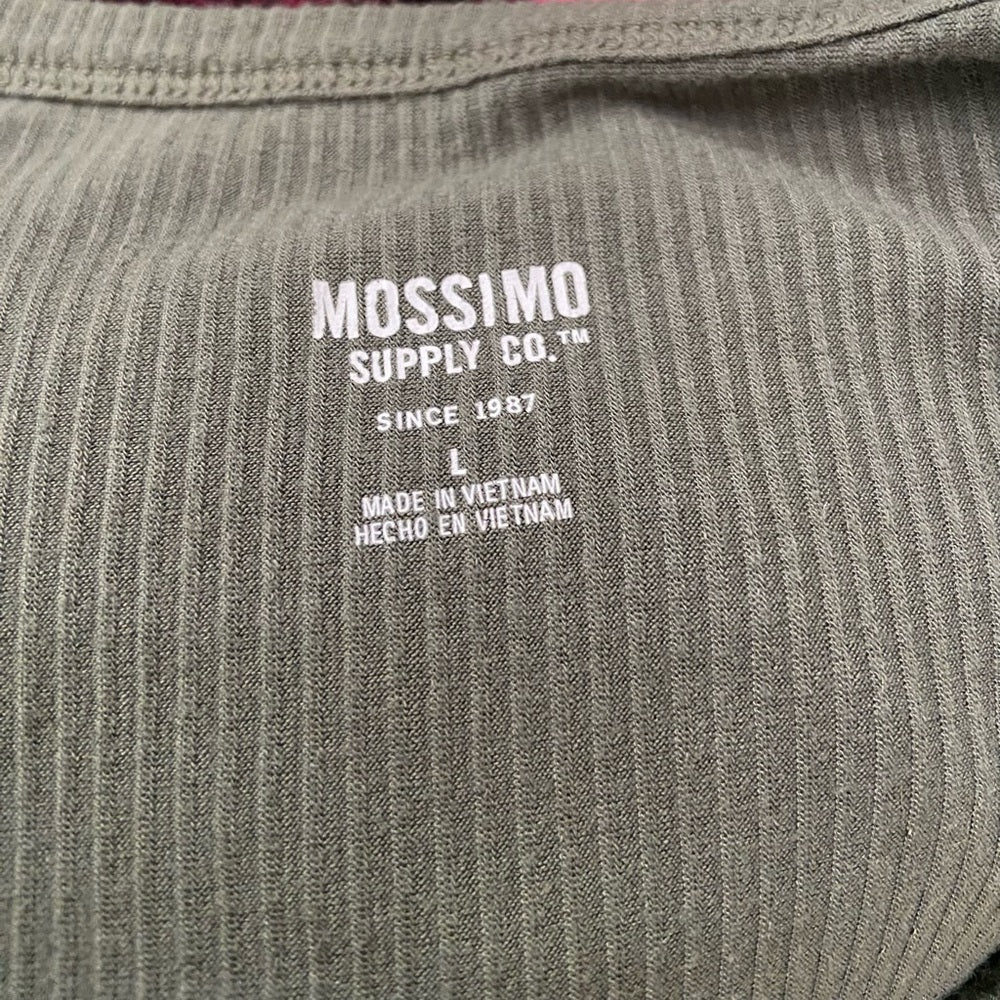 MOSSIMO
SUPPLY CO.™
SINCE 1987
L
MADE IN VIETNAM
HECHO EN VIETNAM